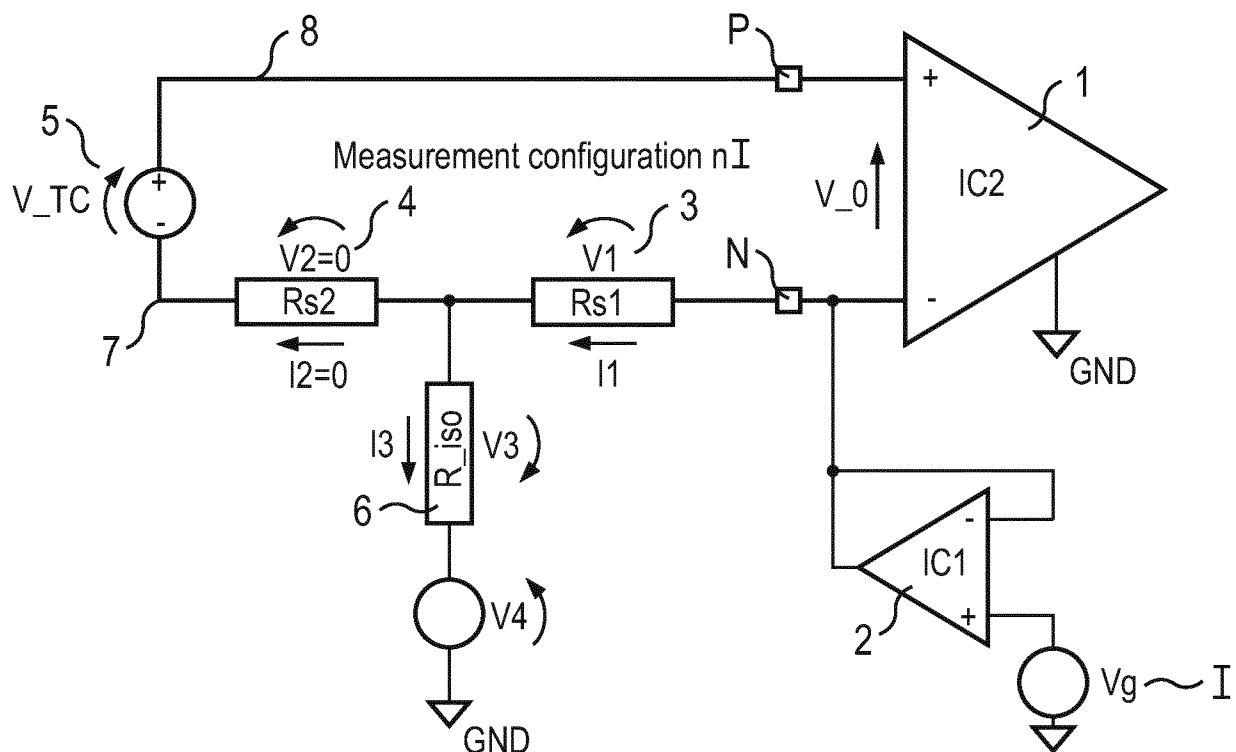 8
P
1
+
5
Measurement configuration nI
IC2
V_0
V_TC
+
-
4
3
V2=0
V1
N
Rs2
Rs1
-
7
I2=0
I1
GND
I3
R_iso
V3
6
-
IC1
V4
2
+
Vg
I
GND